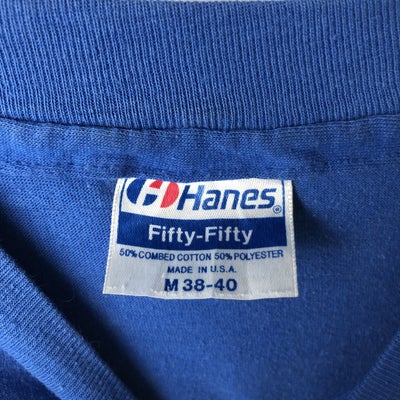 Hanes®
Fifty-Fifty
50% COMBED COTTON 50% POLYESTER
MADE IN U.S.A.
M 38-40